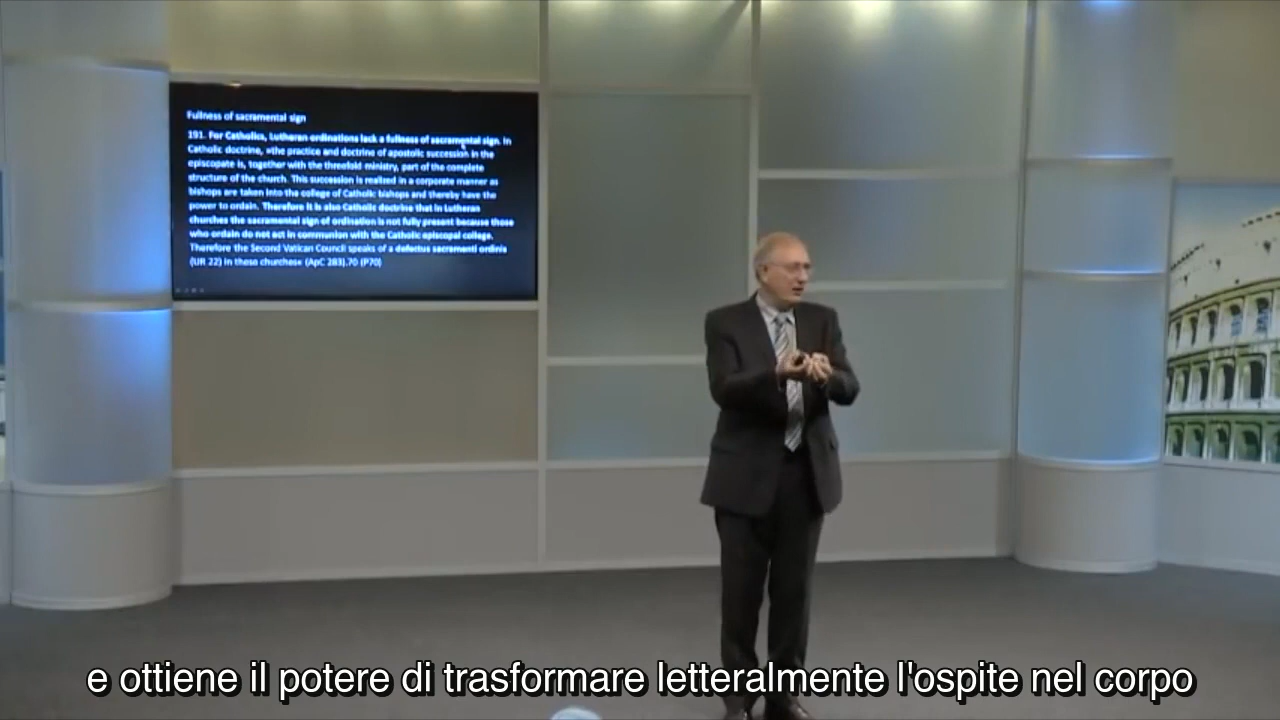 Fullness of sacramental sign
191. For Catholics, Lutheran ordinations lack a fullness of sacramental sign. In
Catholic doctrine, »the practice and doctrine of apostolic succession in the
episcopate is, together with the threefold ministry, part of the complete
structure of the church. This succession is realized in a corporate manner as
bishops are taken into the college of Catholic bishops and thereby have the
power to ordain. Therefore it is also Catholic doctrine that in Lutheran
churches the sacramental sign of ordination is not fully present because those
who ordain do not act in communion with the Catholic episcopal college.
Therefore the Second Vatican Council speaks of a defectus sacramenti ordinis
(UR 22) in these churches« (ApC 283).70 (P70)
e ottiene il potere di trasformare letteralmente l'ospite nel corpo